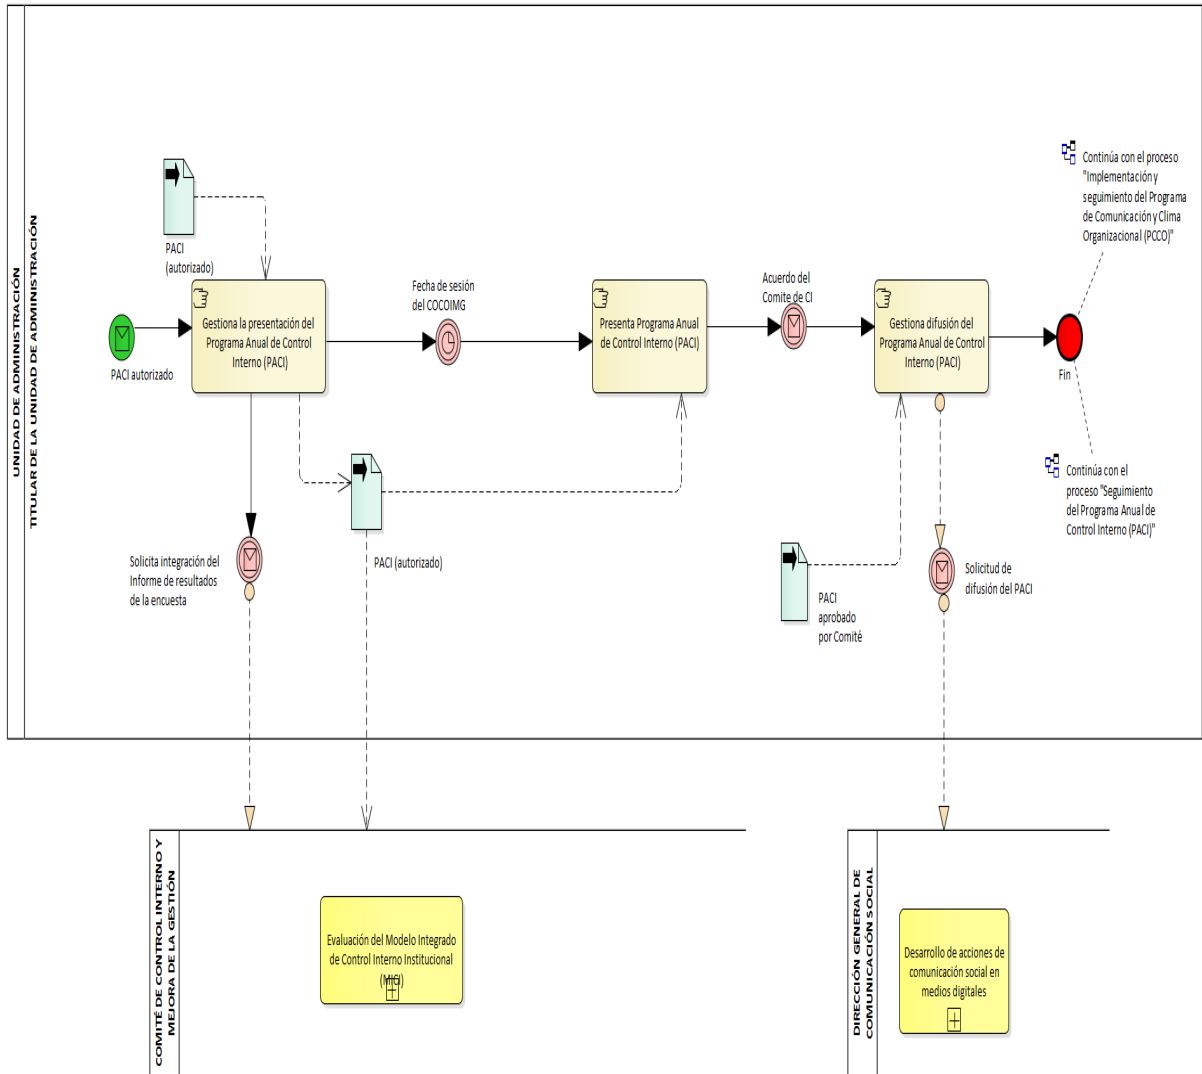 UNIDAD DE ADMINISTRACIÓN
TITULAR DE LA UNIDAD DE ADMINISTRACIÓN
PACI
(autorizado)
PACI autorizado
Gestiona la presentación del
Programa Anual de Control
Interno (PACI)
Fecha de sesión
del COCOIMG
Presenta Programa Anual
de Control Interno (PACI)
Acuerdo del
Comite de CI
Gestiona difusión del
Programa Anual de Control
Interno (PACI)
Fin
Continúa con el proceso
"Implementación y
seguimiento del Programa
de Comunicación y Clima
Organizacional (PCCO)"
Continúa con el
proceso "Seguimiento
del Programa Anual de
Control Interno (PACI)"
Solicita integración del
Informe de resultados
de la encuesta
PACI (autorizado)
PACI
aprobado
por Comité
Solicitud de
difusión del PACI
COMITÉ DE CONTROL INTERNO Y
MEJORA DE LA GESTIÓN
Evaluación del Modelo Integrado
de Control Interno Institucional
(MICI)
DIRECCIÓN GENERAL DE
COMUNICACIÓN SOCIAL
Desarrollo de acciones de
comunicación social en
medios digitales